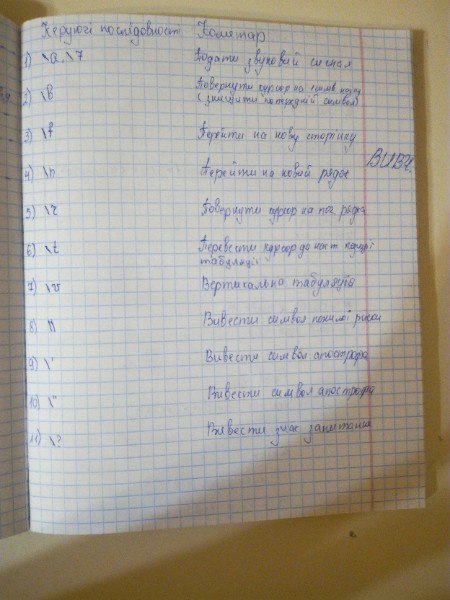 Керуючі послідовност Коментар
1) \a, \7 Подати звуковий сигнал
2) \b Повернути курсор на символ назад
(знищити попередній символ)
3) \f Перейти на нову сторінку
ВИВЧ.
4) \n Перейти на новий рядок
5) \r Повернути курсор на поч рядка
6) \t Перевести курсор до наст позиції
табуляції
7) \v Вертикальна табуляція
8) \\ Вивести символ похилої риски
9) \' Вивести символ апострофа
10) \" Вивести символ апострофа
11) \? Вивести знак запитання